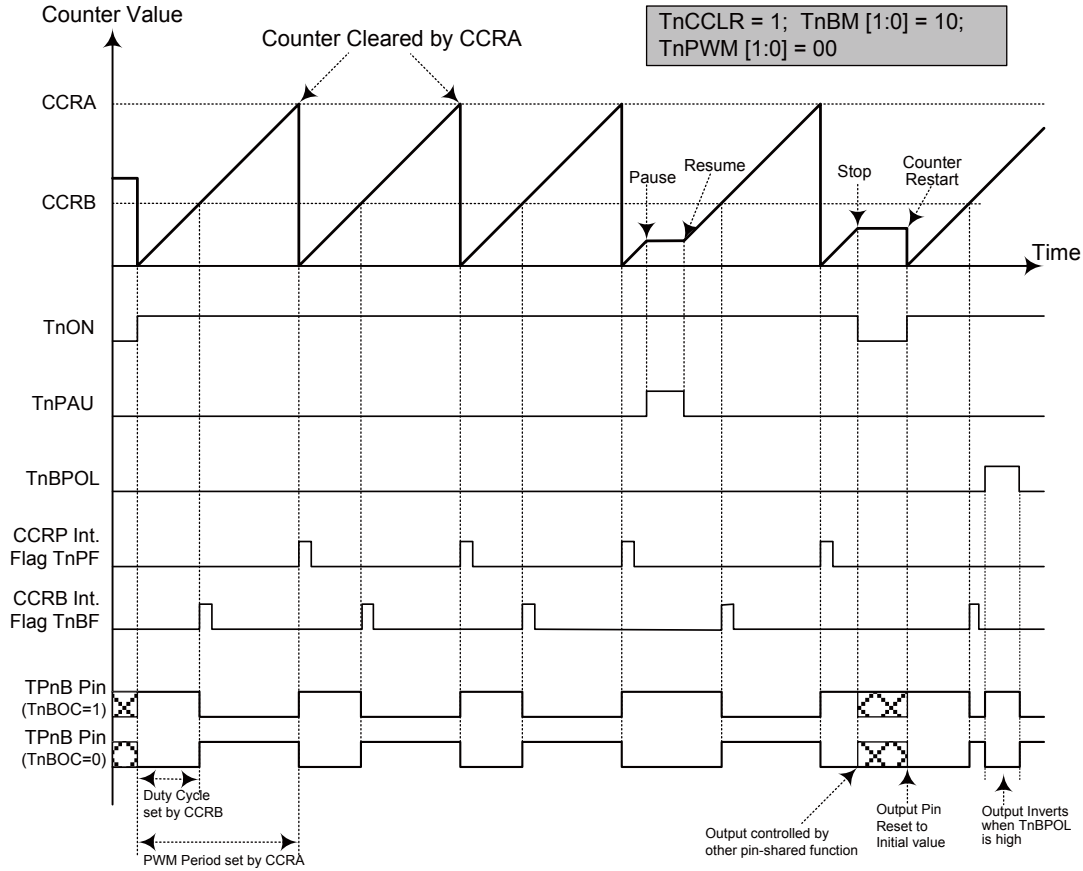 Counter Value
TnCCLR = 1; TnBM [1:0] = 10;
TnPWM [1:0] = 00
Counter Cleared by CCRA
CCRA
Pause
Resume
Stop
Counter
Restart
CCRB
Time
TnON
TnPAU
TnBPOL
CCRP Int.
Flag TnPF
CCRB Int.
Flag TnBF
TPnB Pin
(TnBOC=1)
TPnB Pin
(TnBOC=0)
Duty Cycle
set by CCRB
PWM Period set by CCRA
Output controlled by
other pin-shared function
Output Pin
Reset to
Initial value
Output Inverts
when TnBPOL
is high